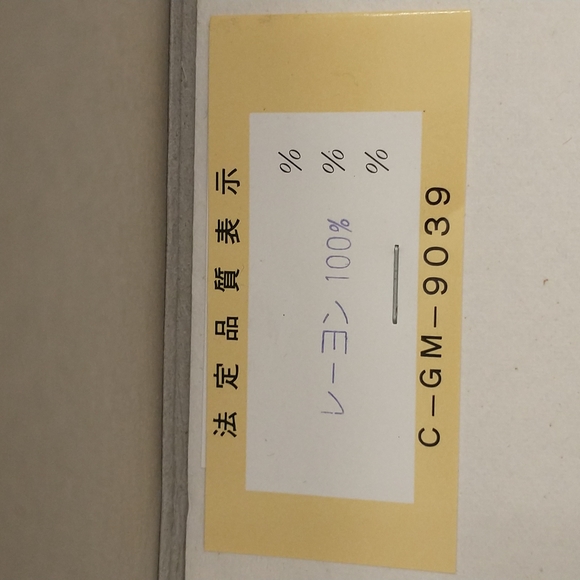 法定品質表示
%
レーヨン100% %
%
C-GM-9039